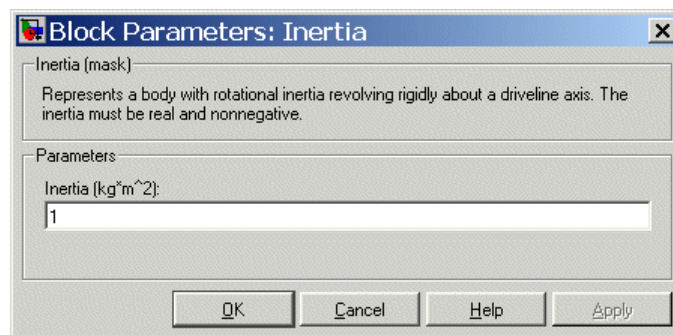 Block Parameters: Inertia
Inertia (mask)
Represents a body with rotational inertia revolving rigidly about a driveline axis. The
inertia must be real and nonnegative.
Parameters
Inertia (kg*m^2):
1
OK Cancel Help Apply